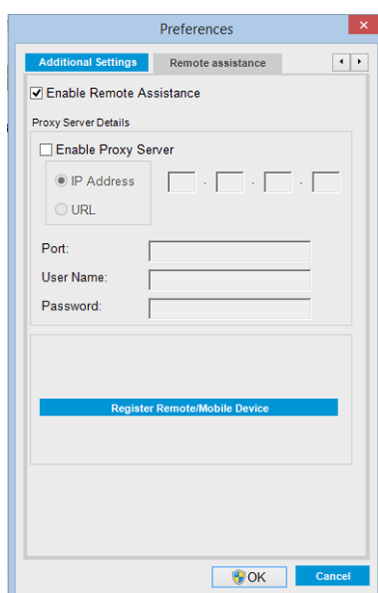 Preferences
Additional Settings Remote assistance
Enable Remote Assistance
Proxy Server Details
Enable Proxy Server
IP Address
URL
Port:
User Name:
Password:
Register Remote/Mobile Device
OK Cancel